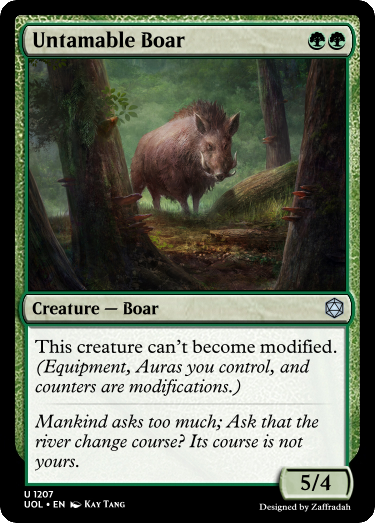 Untamable Boar
Creature — Boar
This creature can't become modified.
(Equipment, Auras you control, and
counters are modifications.)
Mankind asks too much; Ask that the
river change course? Its course is not
yours.
5/4
U 1207
UOL • EN KAY TANG
Designed by Zaffradah